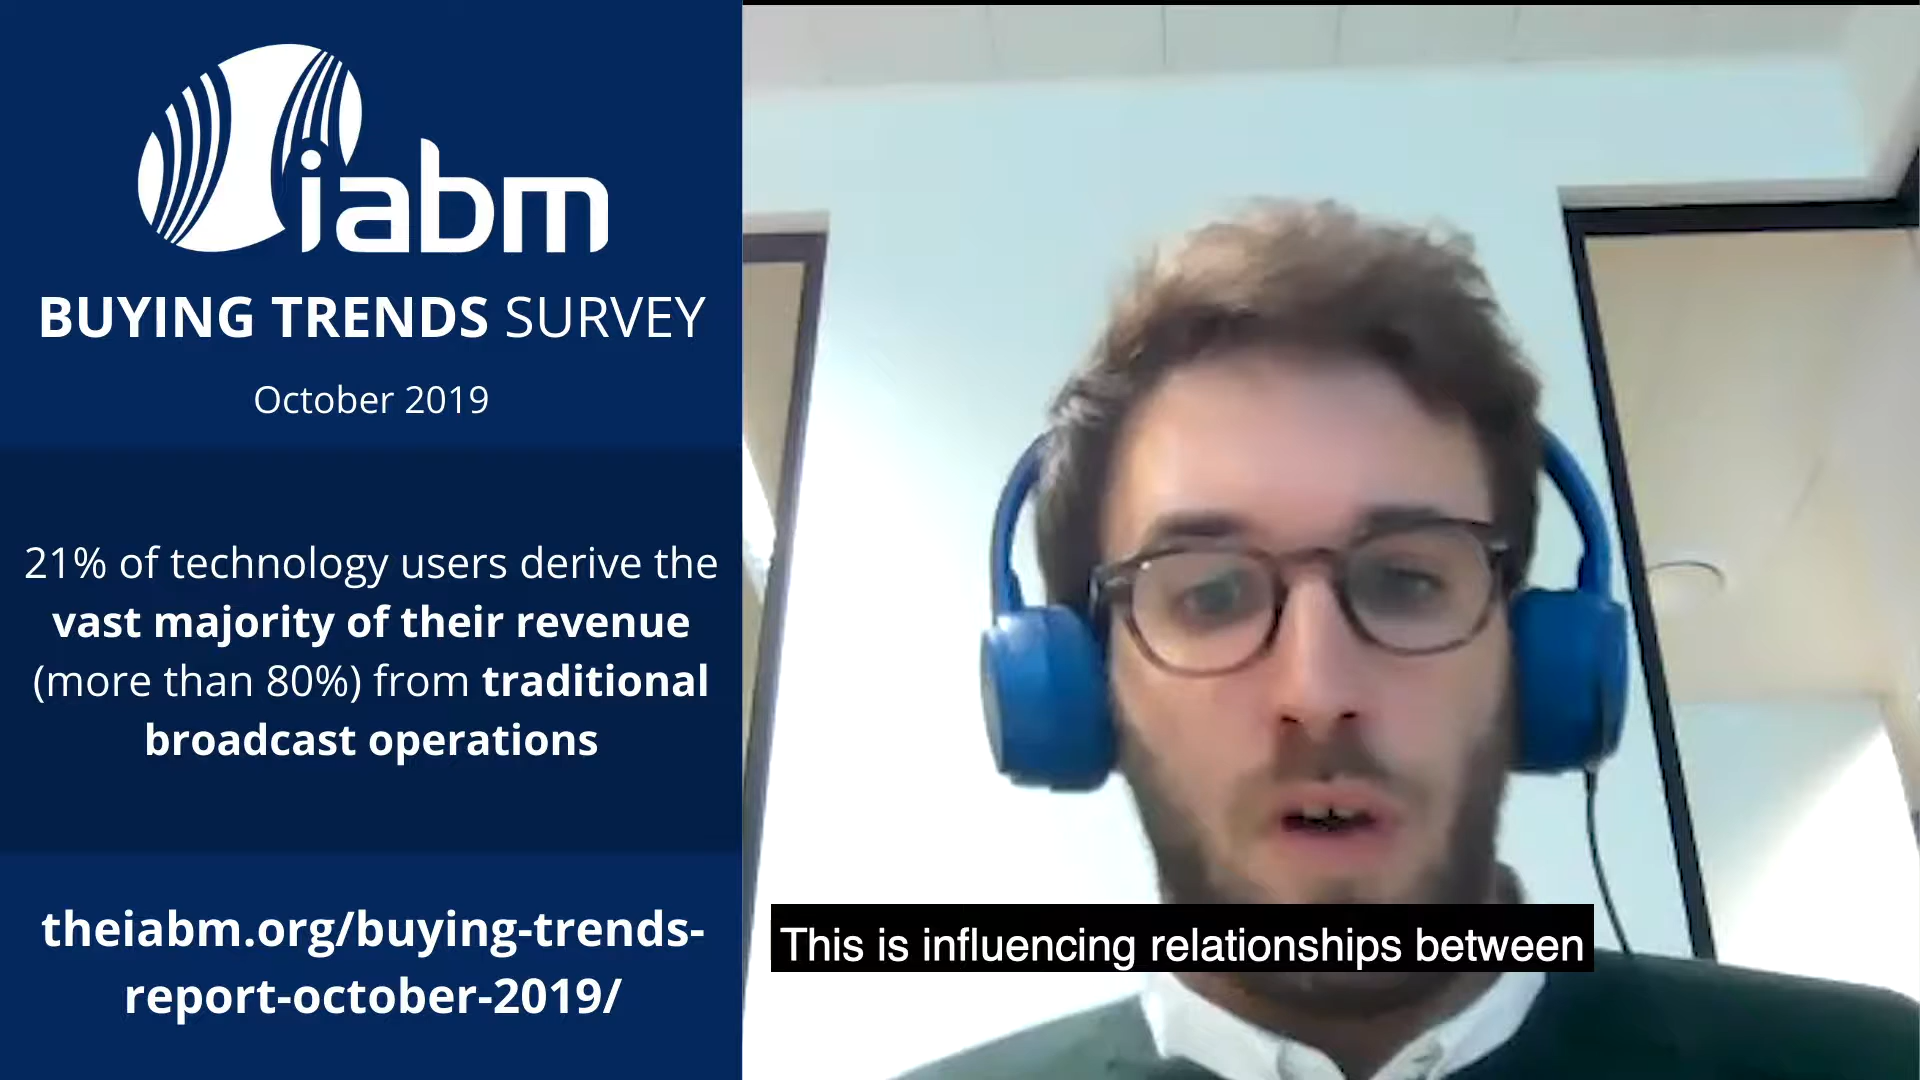 iabm
BUYING TRENDS SURVEY
October 2019
21% of technology users derive the
vast majority of their revenue
(more than 80%) from traditional
broadcast operations
theiabm.org/buying-trends-
report-october-2019/
This is influencing relationships between